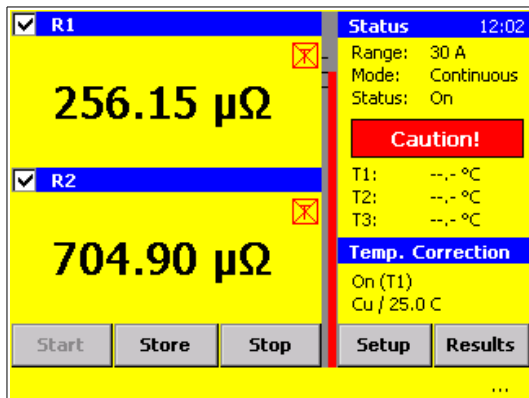 R1
256.15 µΩ
R2
704.90 µΩ
Start Store Stop
Status 12:02
Range: 30 A
Mode: Continuous
Status: On
Caution!
T1: --.- °C
T2: --.- °C
T3: --.- °C
Temp. Correction
On (T1)
Cu / 25.0 C
Setup Results
...